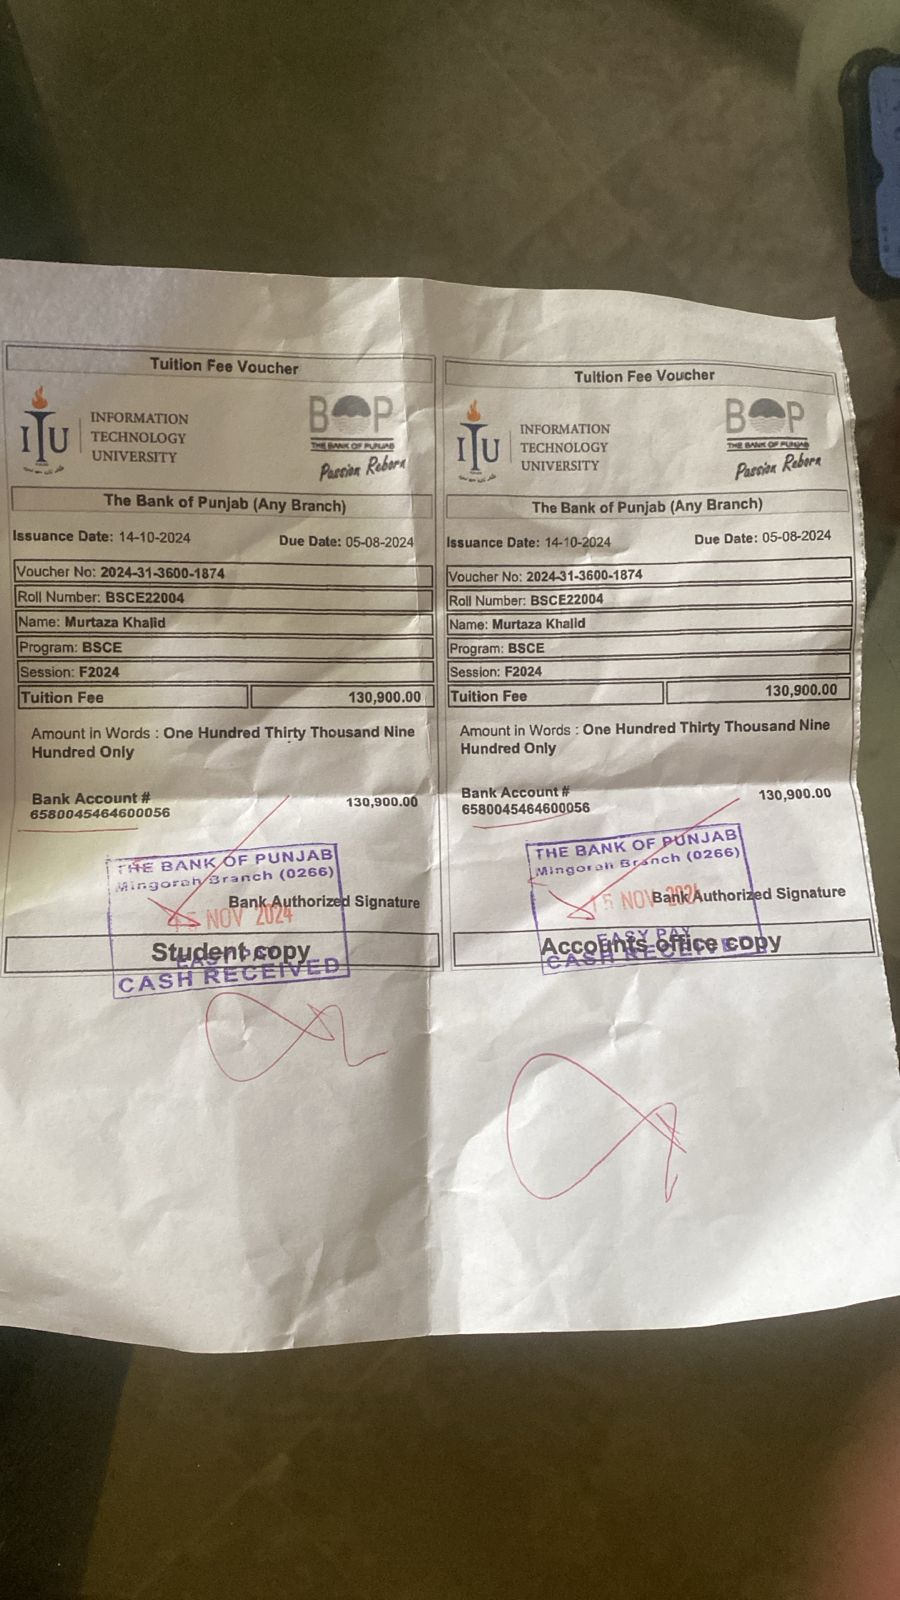 Tuition Fee Voucher
ITU
INFORMATION
TECHNOLOGY
UNIVERSITY
BOP
THE BANK OF PUNJAB
Passion Reborn
The Bank of Punjab (Any Branch)
Issuance Date: 14-10-2024 Due Date: 05-08-2024
Voucher No: 2024-31-3600-1874
Roll Number: BSCE22004
Name: Murtaza Khalid
Program: BSCE
Session: F2024
Tuition Fee 130,900.00
Amount in Words : One Hundred Thirty Thousand Nine
Hundred Only
Bank Account # 130,900.00
6580045464600056
THE BANK OF PUNJAB
Mingorah Branch (0266)
Bank Authorized Signature
15 NOV 2024
Student copy
CASH RECEIVED
Tuition Fee Voucher
ITU
INFORMATION
TECHNOLOGY
UNIVERSITY
BOP
THE BANK OF PUNJAB
Passion Reborn
The Bank of Punjab (Any Branch)
Issuance Date: 14-10-2024 Due Date: 05-08-2024
Voucher No: 2024-31-3600-1874
Roll Number: BSCE22004
Name: Murtaza Khalid
Program: BSCE
Session: F2024
Tuition Fee 130,900.00
Amount in Words : One Hundred Thirty Thousand Nine
Hundred Only
Bank Account # 130,900.00
6580045464600056
THE BANK OF PUNJAB
Mingorah Branch (0266)
Bank Authorized Signature
15 NOV 2024
EASY PAY
Accounts office copy
CASH RECEIVED